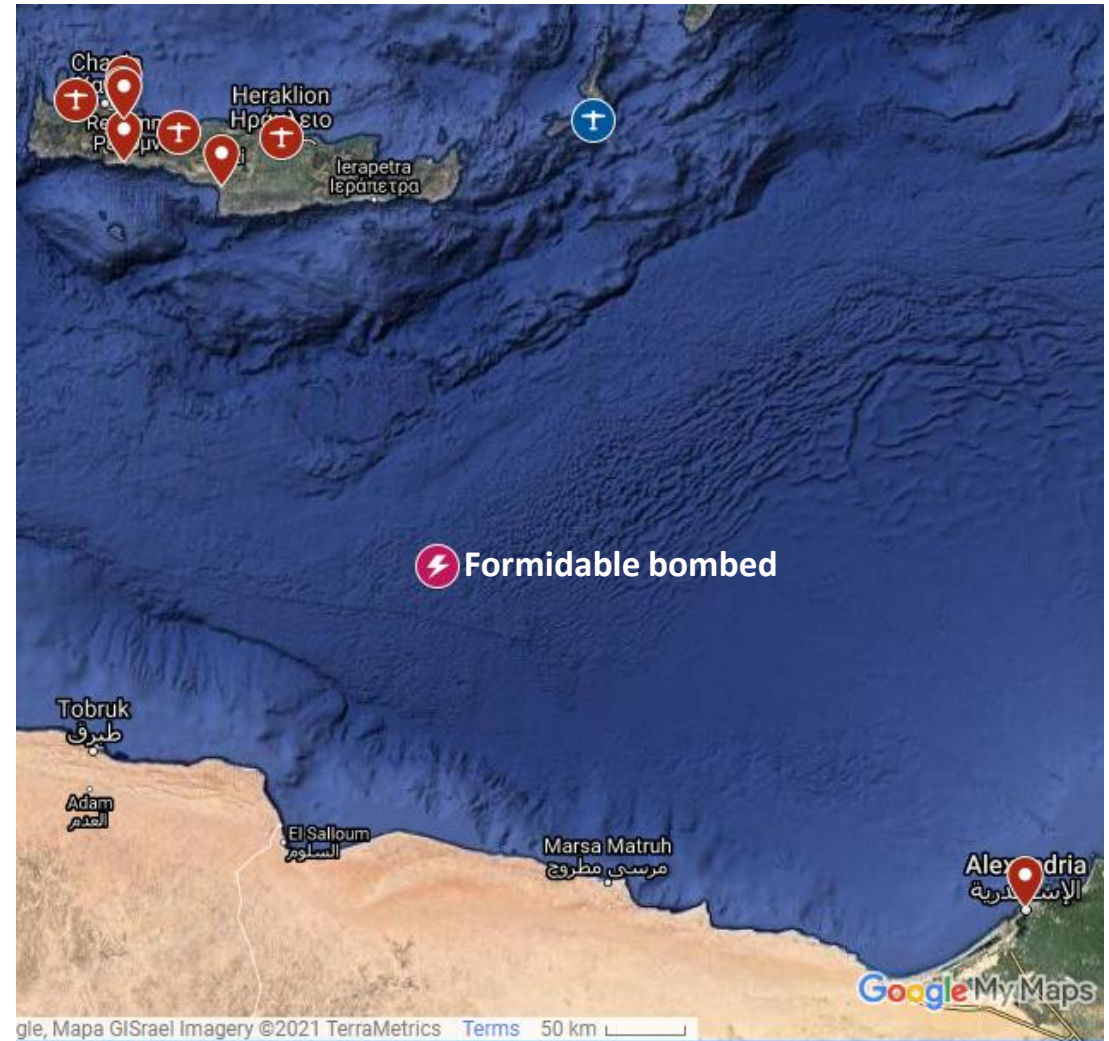 Heraklion
Ηράκλειο
Ierapetra
Ιεράπετρα
Formidable bombed
Tobruk
طبرق
Adam
العدم
El Salloum
السلوم
Marsa Matruh
مرسى مطروح
Google My Maps
gle, Mapa GISrael Imagery ©2021 TerraMetrics Terms 50 km